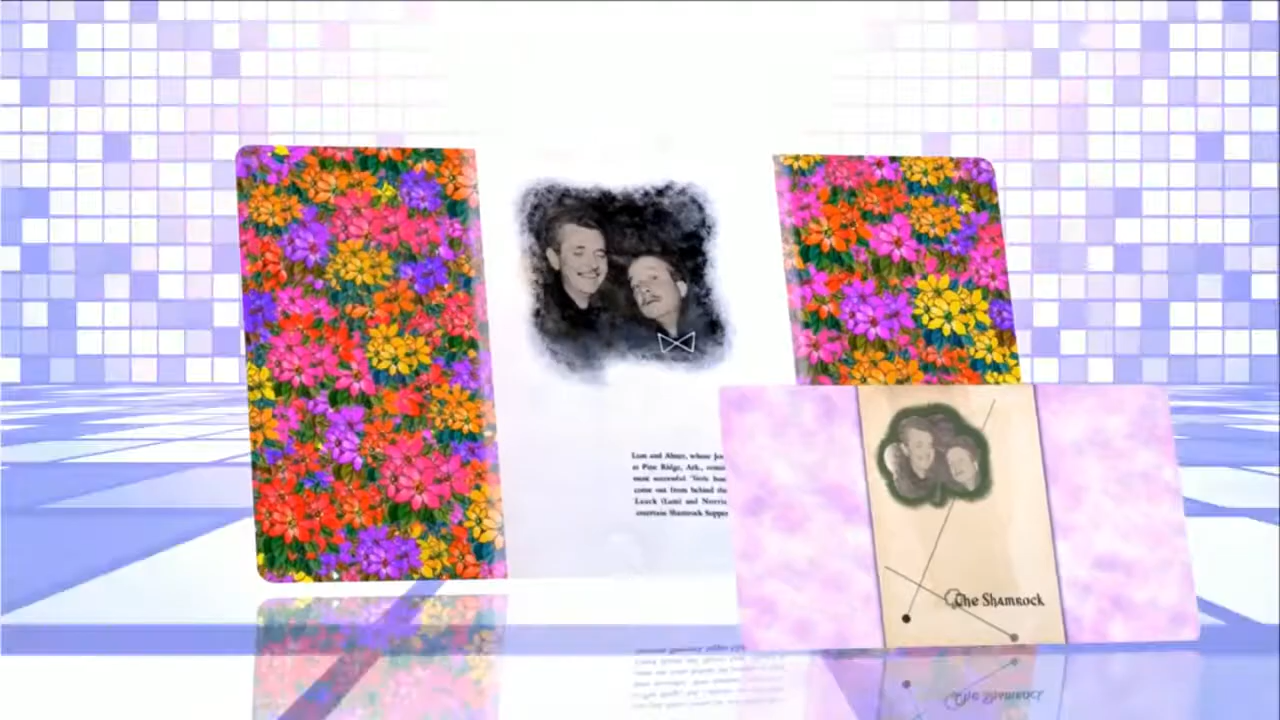 Lum and Abner, whose
at Pine Ridge, Ark.,
most successful
come out from behind the
Lauck (Lum) and Norris
entertain Shamrock
The Shamrock